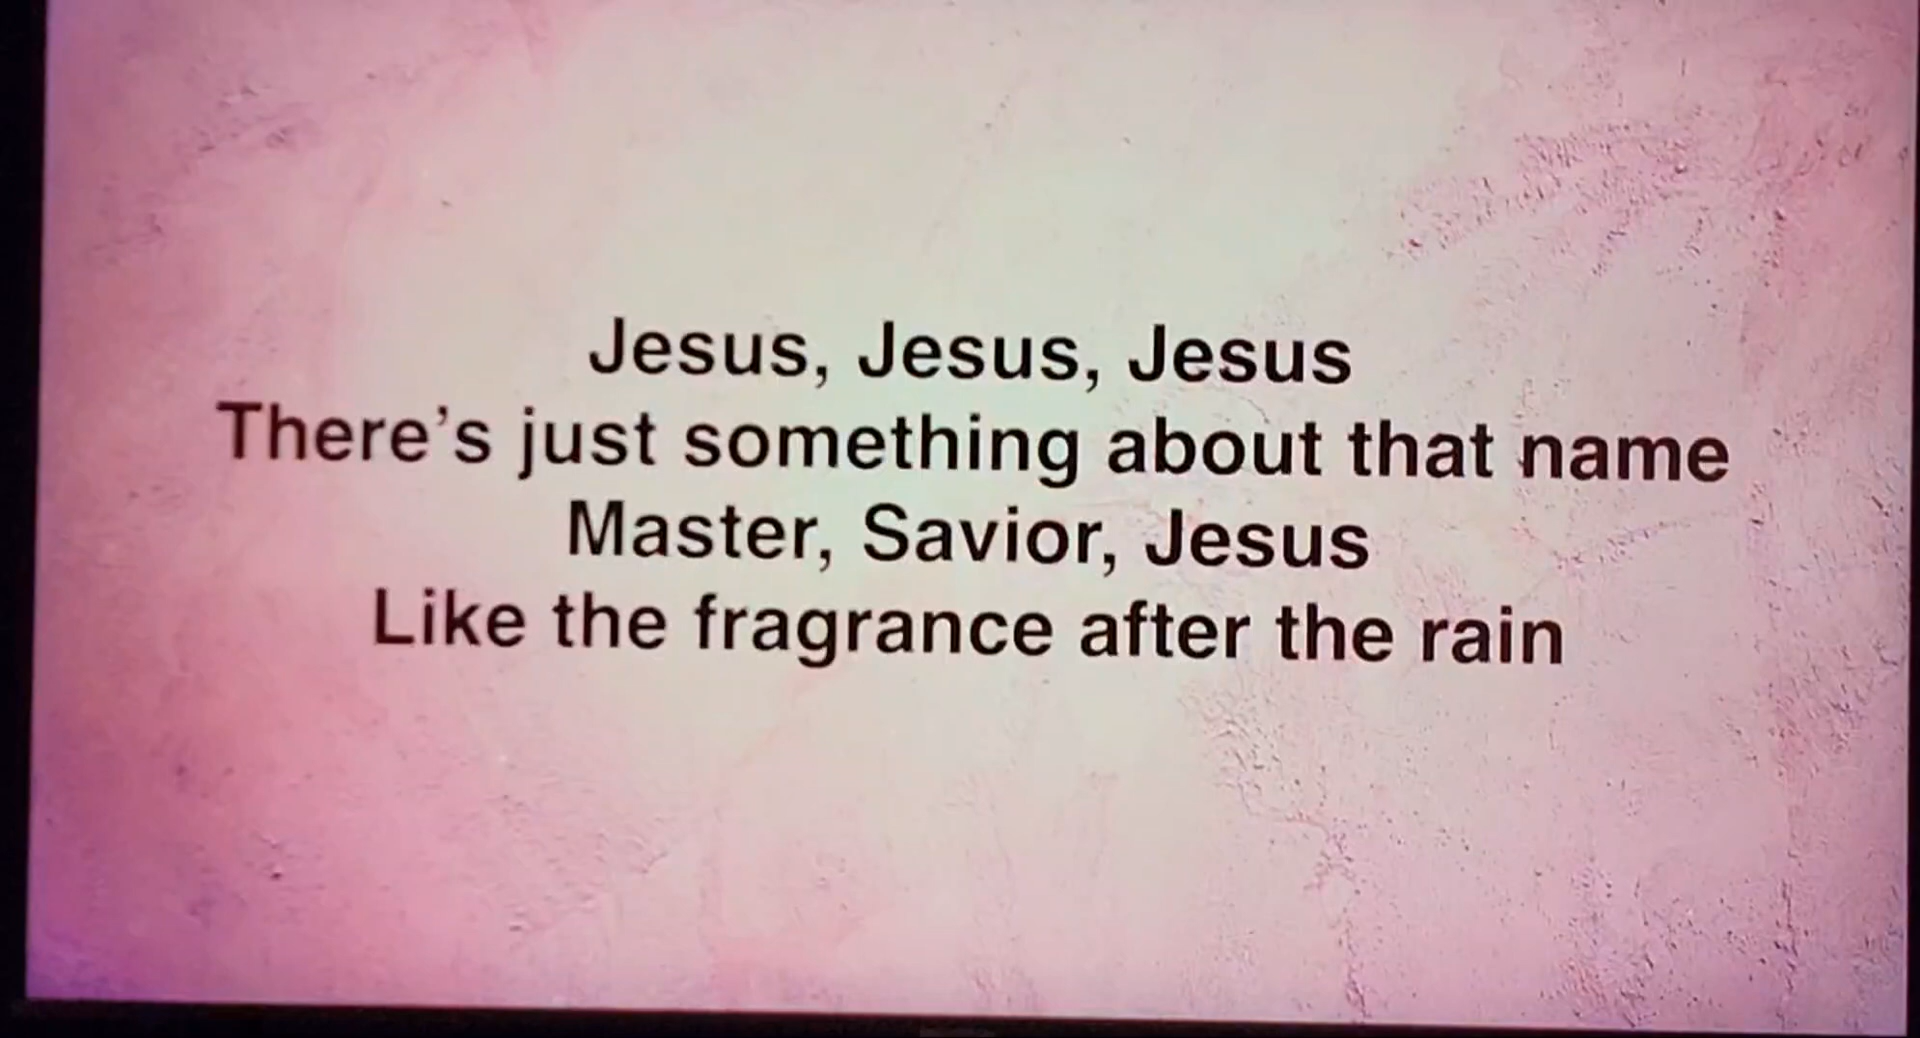 Jesus, Jesus, Jesus
There's just something about that name
Master, Savior, Jesus
Like the fragrance after the rain